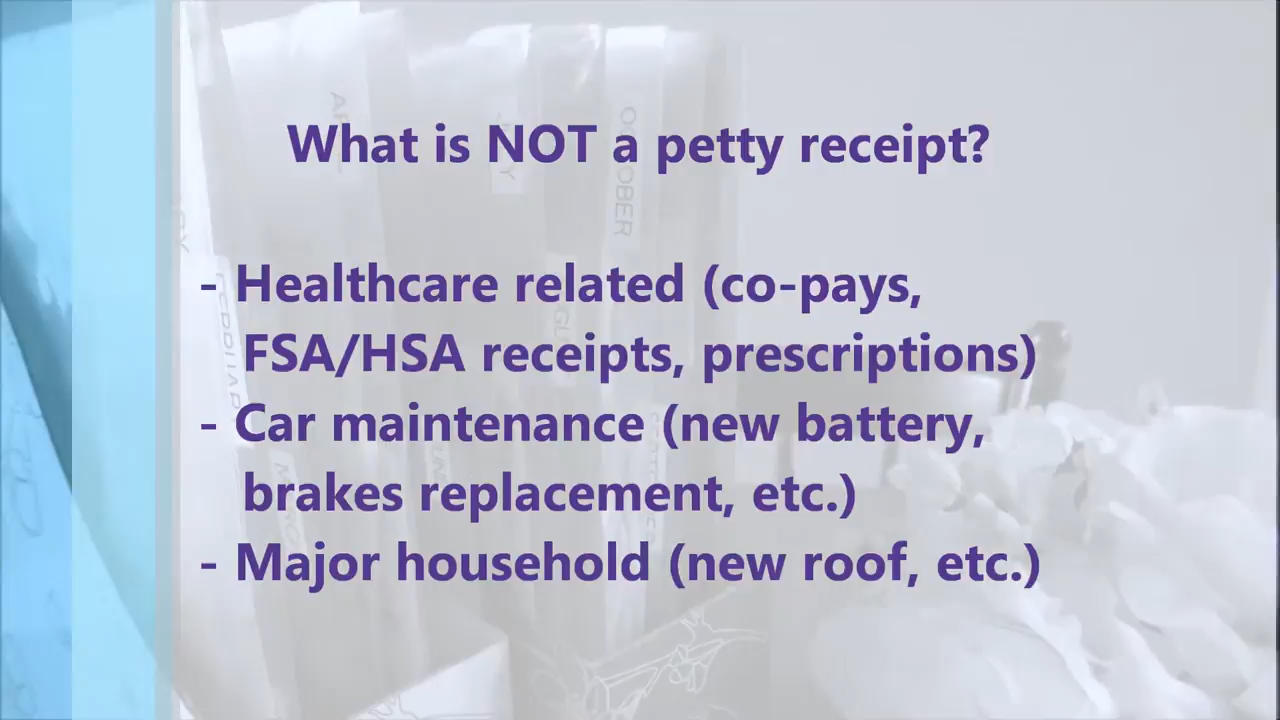 What is NOT a petty receipt?
- Healthcare related (co-pays,
FSA/HSA receipts, prescriptions)
- Car maintenance (new battery,
brakes replacement, etc.)
- Major household (new roof, etc.)
OCTOBER